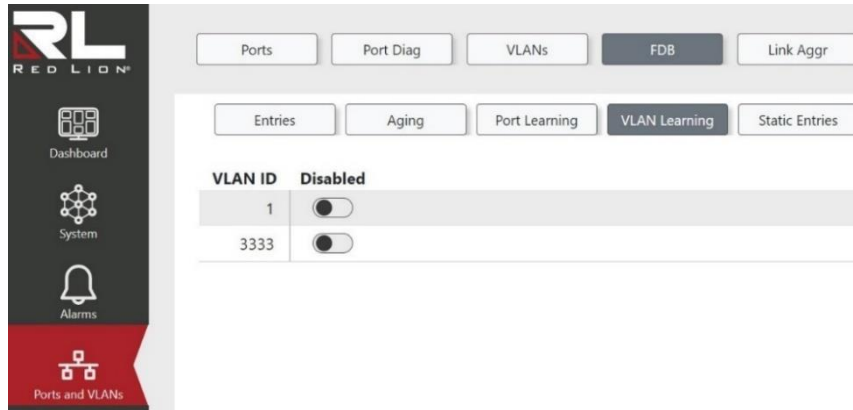 RL
RED LION®
Dashboard
System
Alarms
Ports and VLANs
Ports
Port Diag
VLANs
FDB
Link Aggr
Entries
Aging
Port Learning
VLAN Learning
Static Entries
VLAN ID Disabled
1
3333